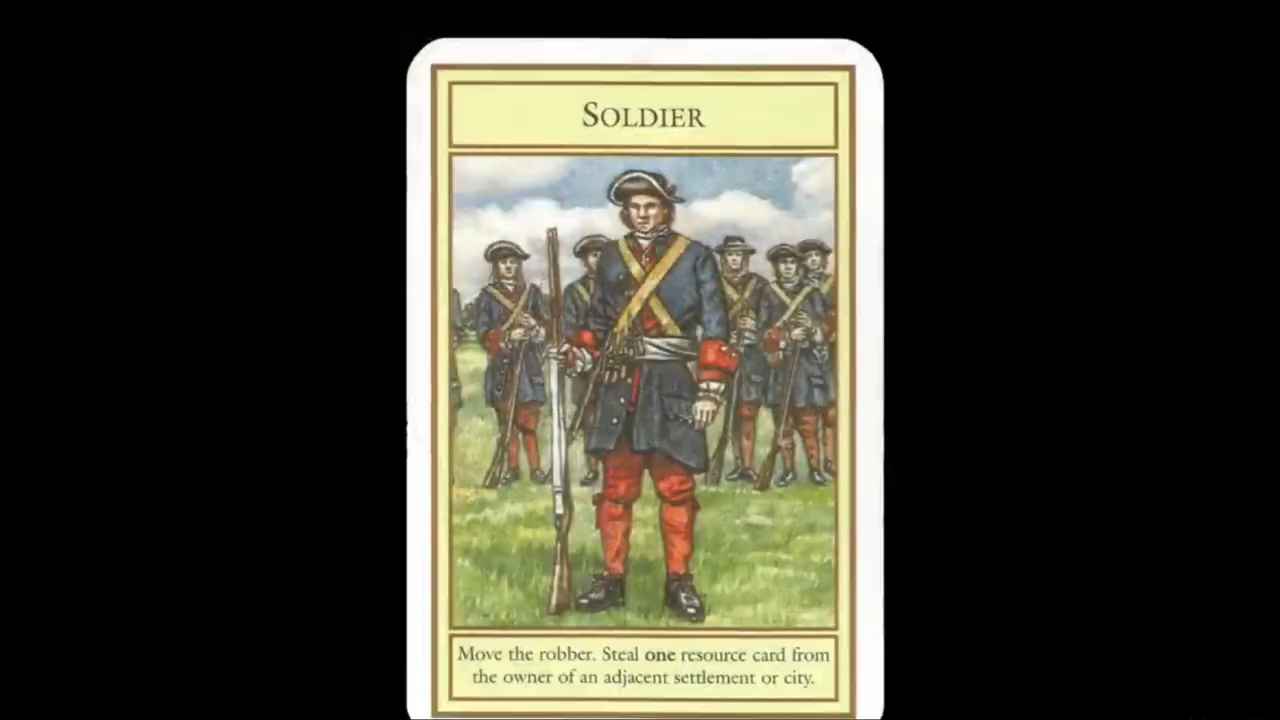 SOLDIER
Move the robber. Steal one resource card from
the owner of an adjacent settlement or city.